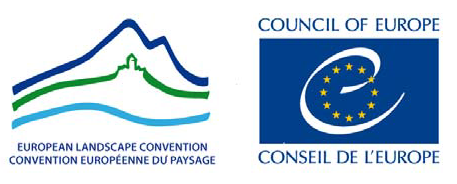 EUROPEAN LANDSCAPE CONVENTION
CONVENTION EUROPÉENNE DU PAYSAGE
COUNCIL OF EUROPE
CONSEIL DE L'EUROPE